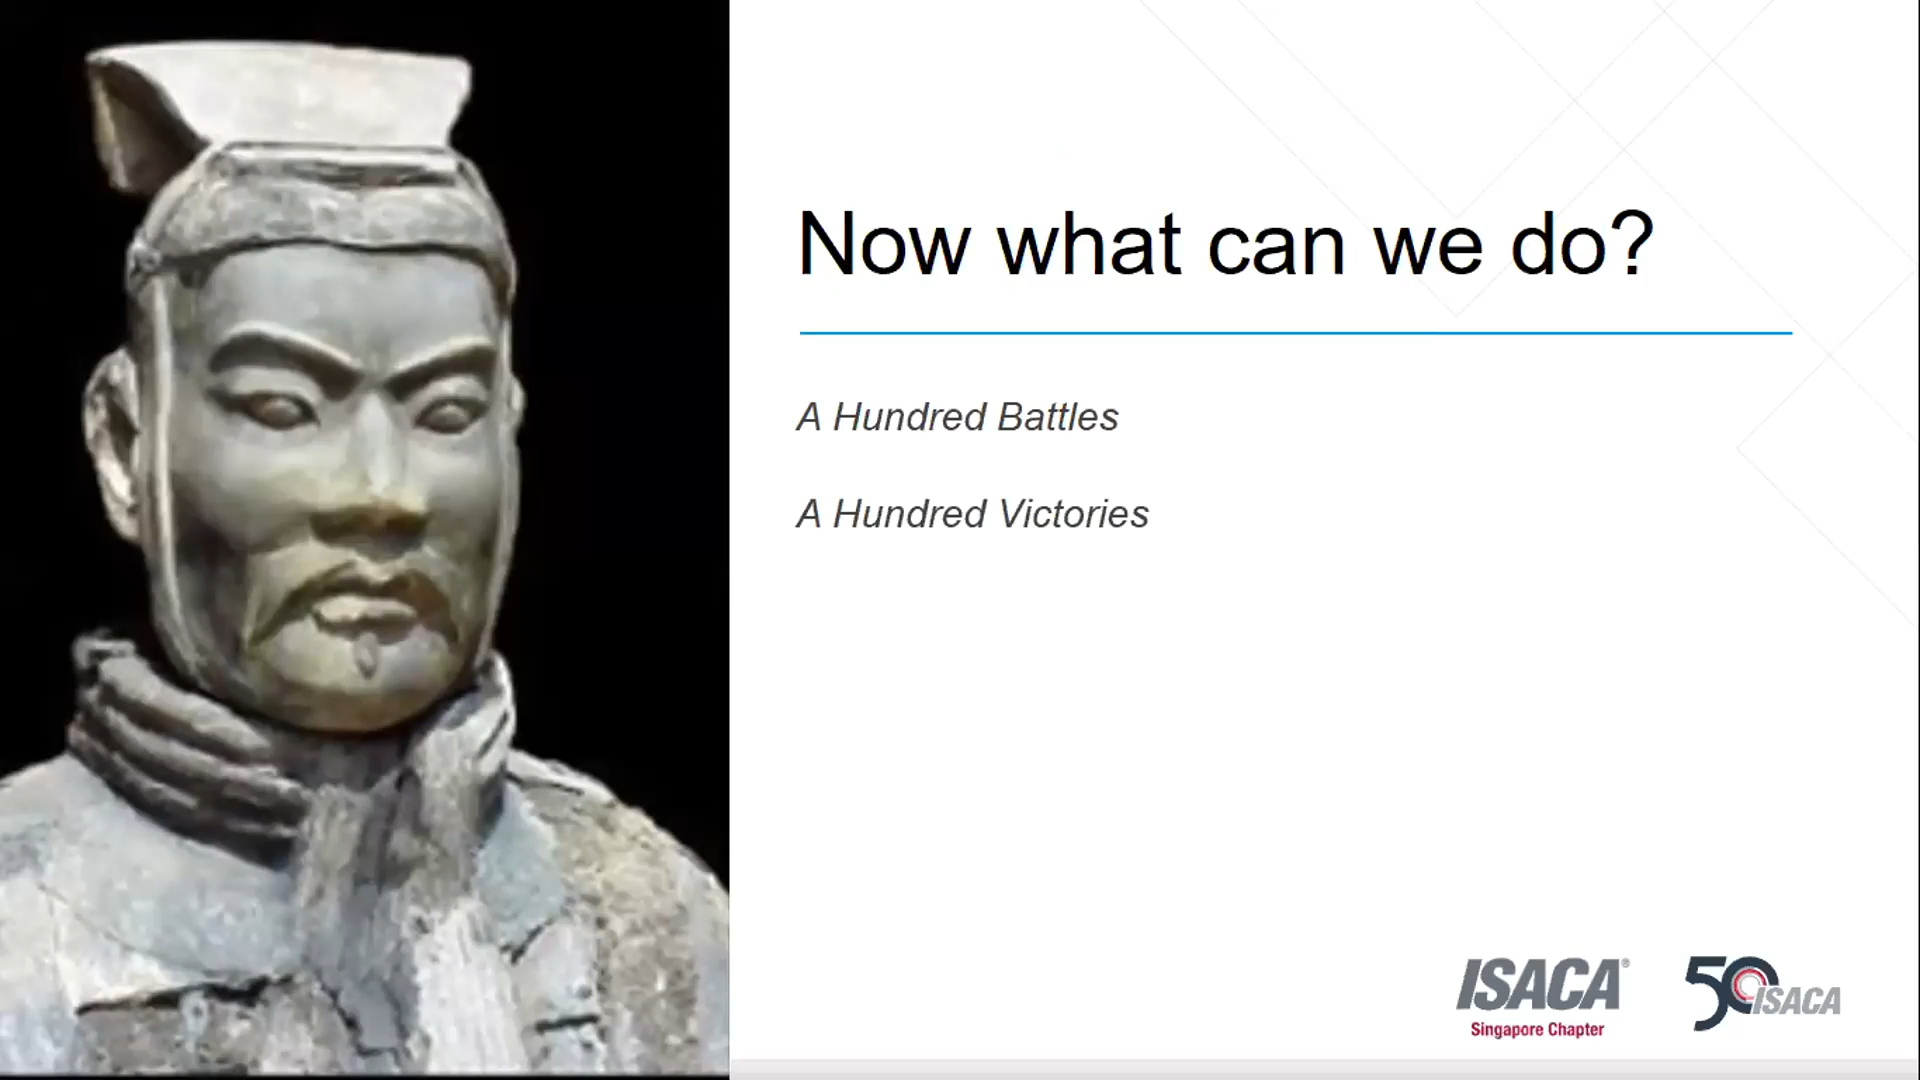 Now what can we do?
A Hundred Battles
A Hundred Victories
ISACA®
Singapore Chapter
50 ISACA